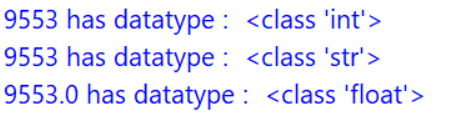 9553 has datatype :  <class 'int'>
9553 has datatype :  <class 'str'>
9553.0 has datatype :  <class 'float'>